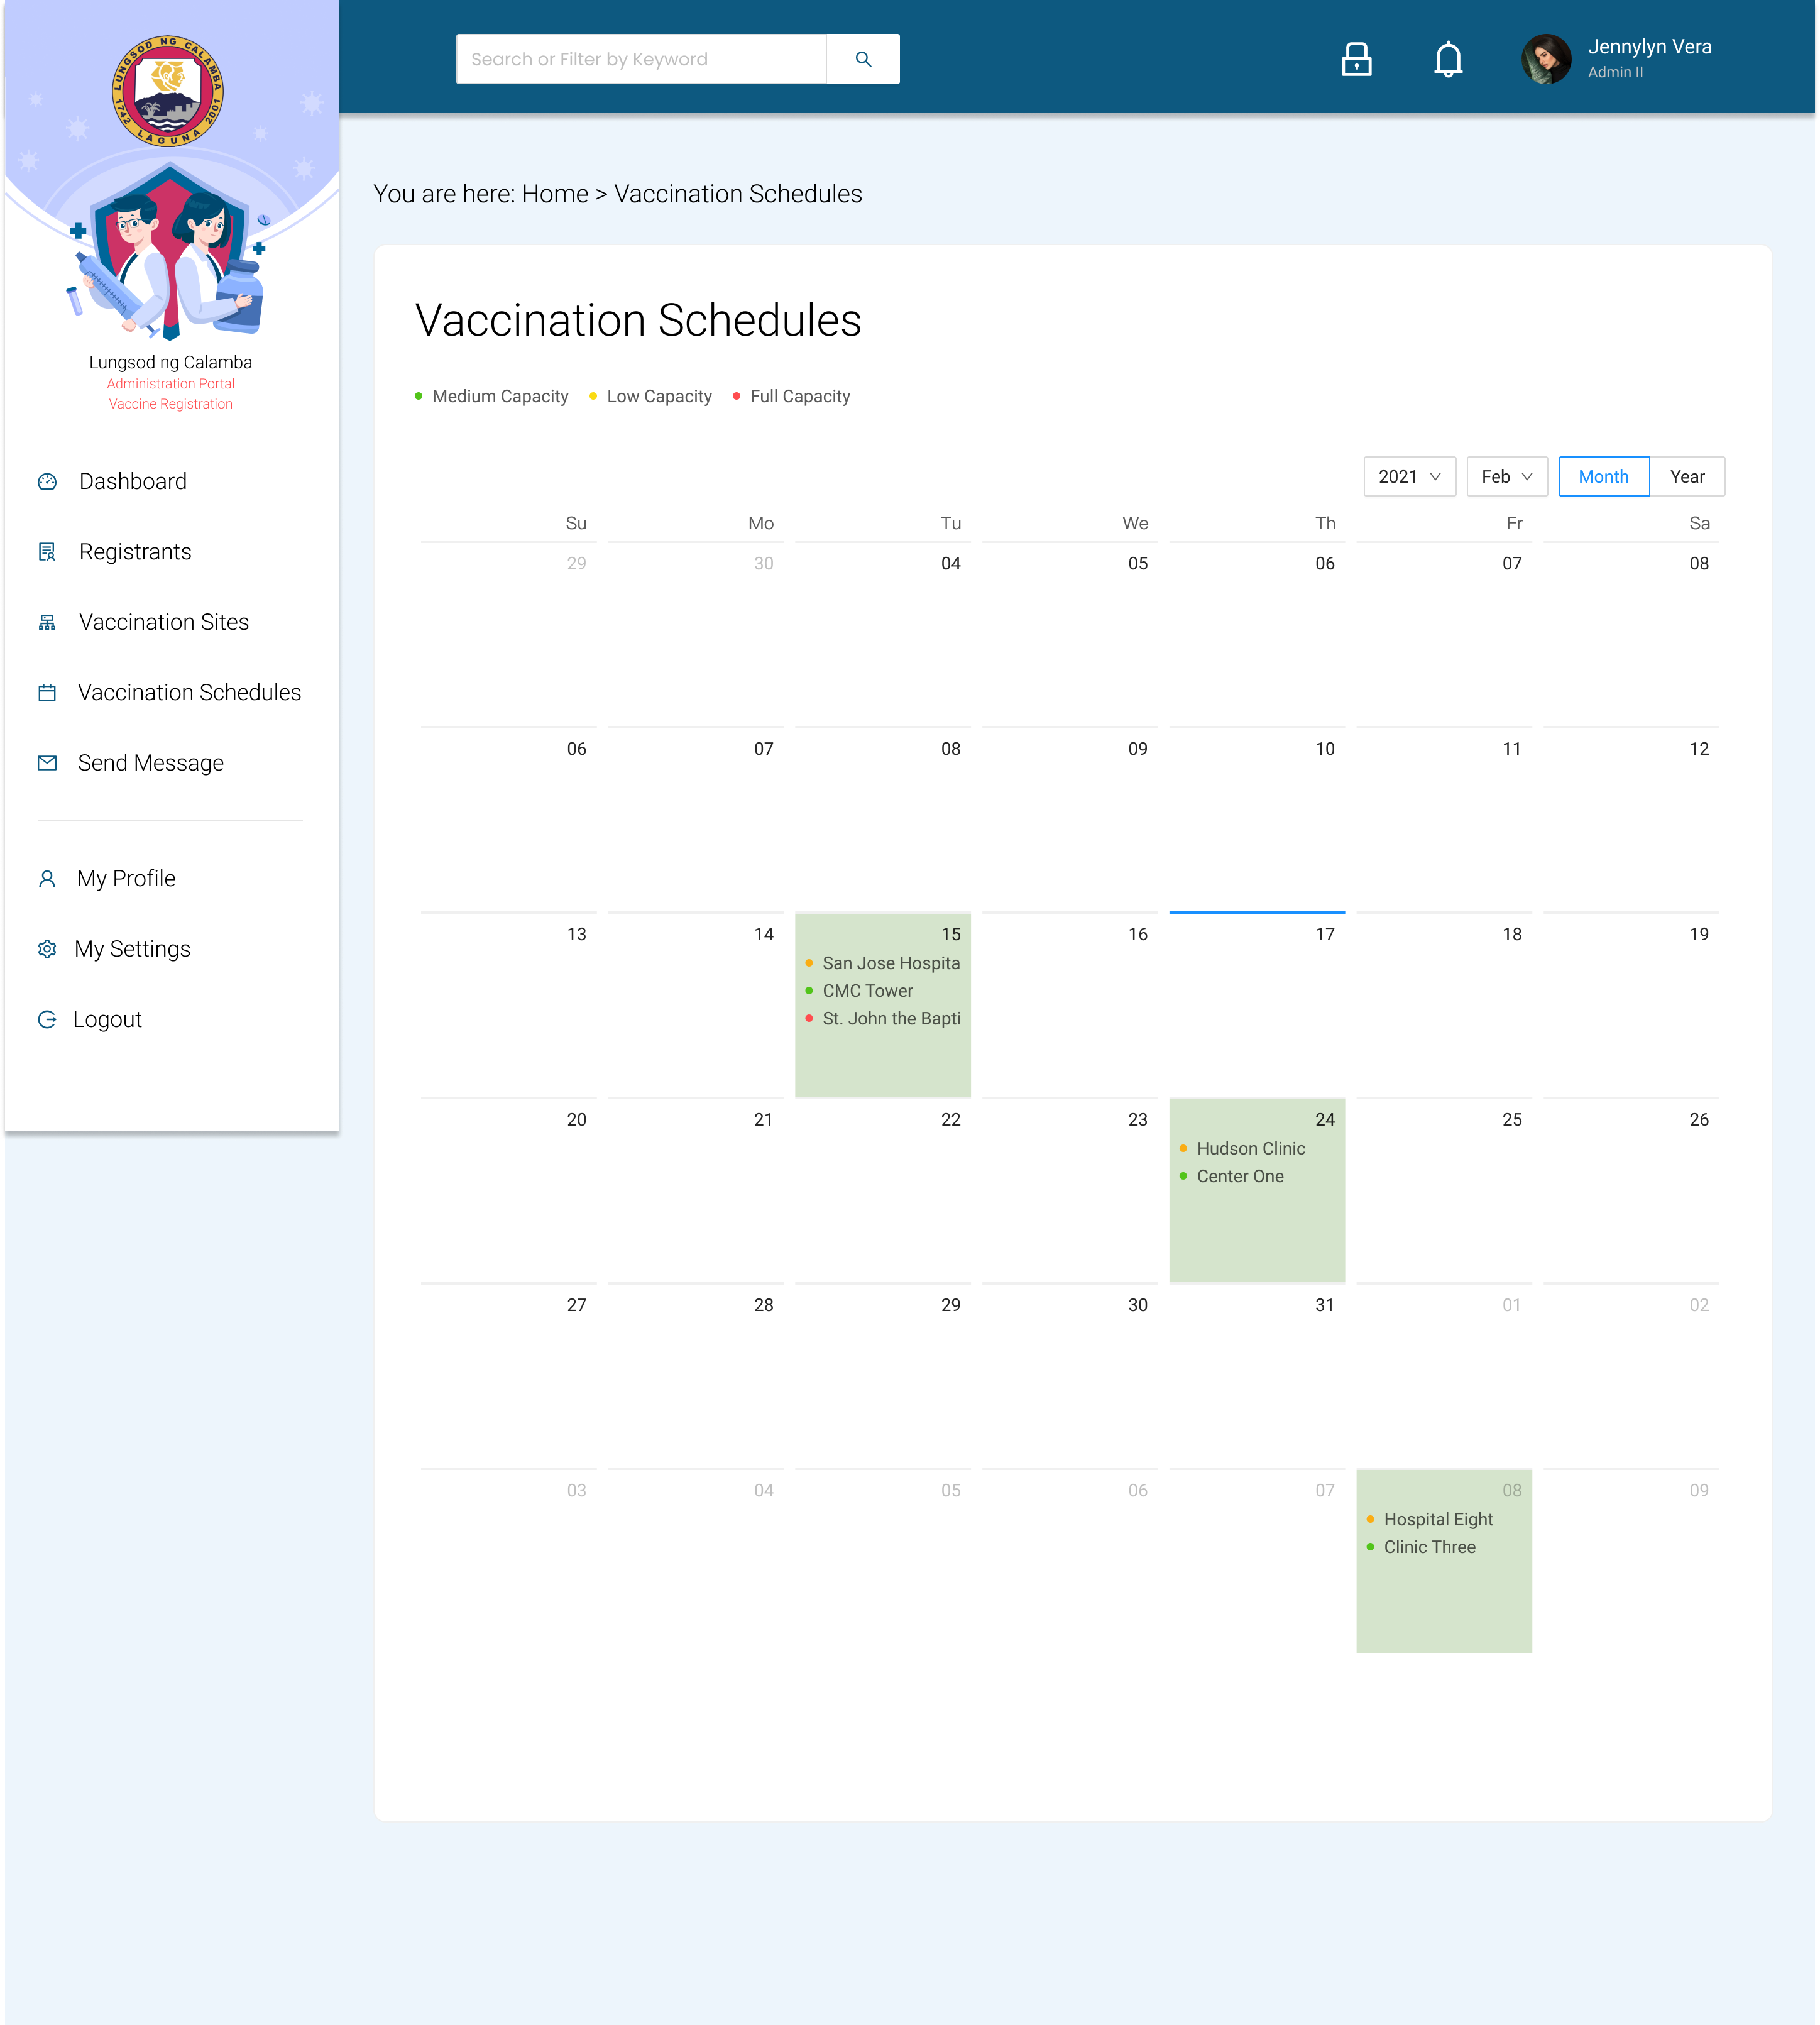 LUNGSOD NG CALAMBA
1742 LAGUNA 2001
Lungsod ng Calamba
Administration Portal
Vaccine Registration
Dashboard
Registrants
Vaccination Sites
Vaccination Schedules
Send Message
My Profile
My Settings
Logout
Search or Filter by Keyword
Jennylyn Vera
Admin II
You are here: Home > Vaccination Schedules
Vaccination Schedules
Medium Capacity Low Capacity Full Capacity
2021 Feb Month Year
Su Mo Tu We Th Fr Sa
29 30 04 05 06 07 08
06 07 08 09 10 11 12
13 14 15 16 17 18 19
San Jose Hospita
CMC Tower
St. John the Bapti
20 21 22 23 24 25 26
Hudson Clinic
Center One
27 28 29 30 31 01 02
03 04 05 06 07 08 09
Hospital Eight
Clinic Three